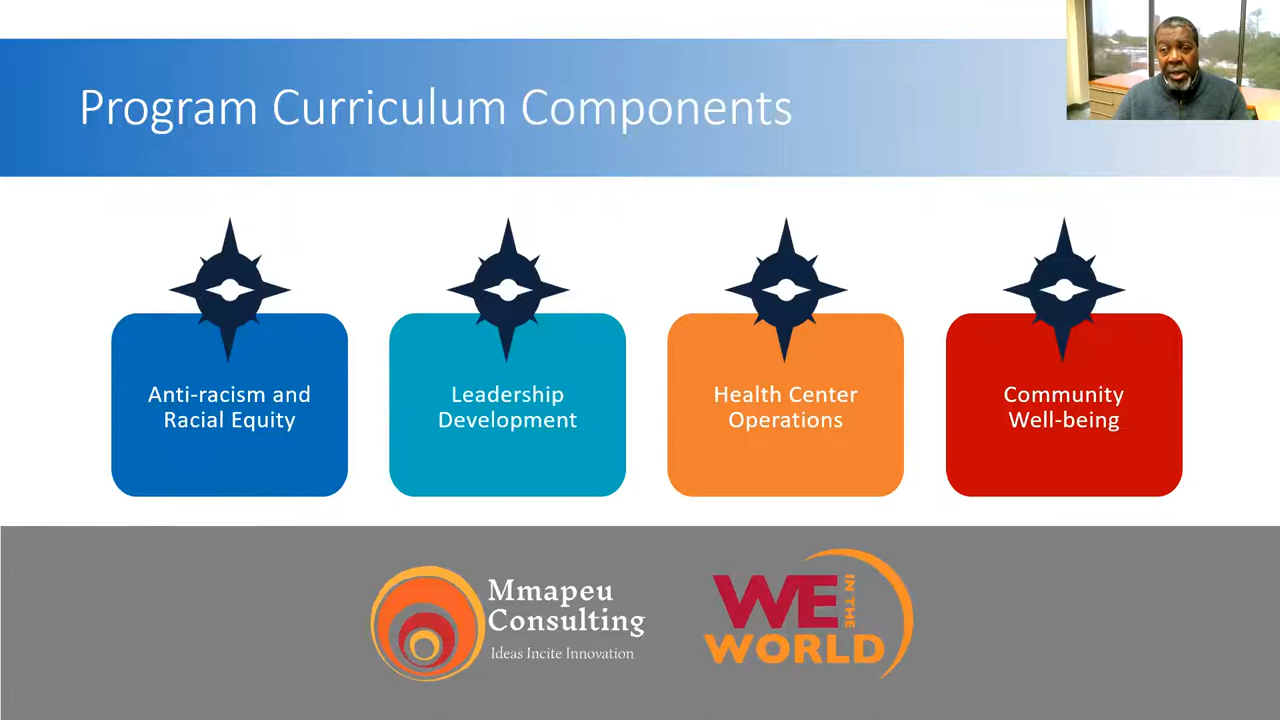 Program Curriculum Components
Anti-racism and
Racial Equity
Leadership
Development
Health Center
Operations
Community
Well-being
Mmapeu
Consulting
Ideas Incite Innovation
WE
IN THE
WORLD